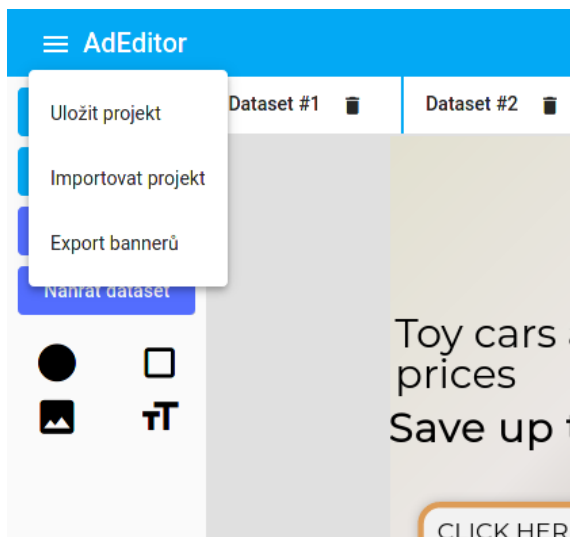 AdEditor
Dataset #1
Dataset #2
Uložit projekt
Importovat projekt
Export bannerů
Nahrát dataset
Toy cars
prices
Save up
CLICK HER